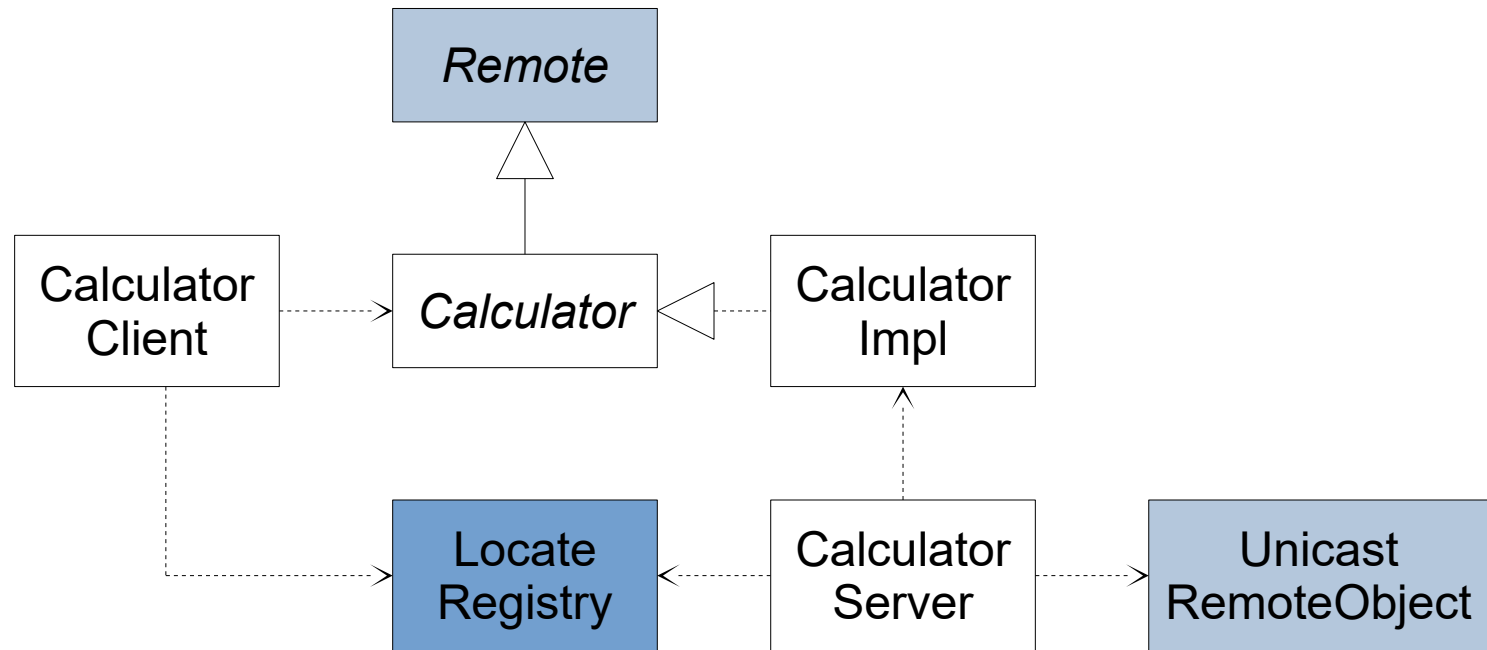 Remote
Calculator
Client
Calculator
Calculator
Impl
Locate
Registry
Calculator
Server
Unicast
RemoteObject